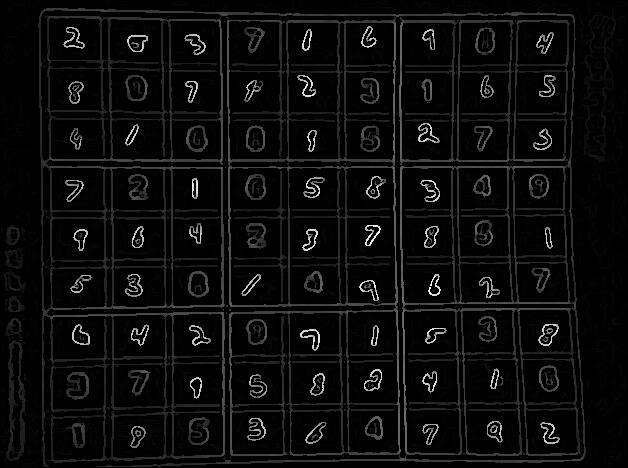 2 5 3 7 1 6 9 8 4
8 9 7 4 2 3 1 6 5
4 1 6 8 9 5 2 7 3
7 2 1 6 5 8 3 4 9
9 6 4 2 3 7 8 5 1
5 3 8 1 4 9 6 2 7
6 4 2 9 7 1 5 3 8
3 7 9 5 8 2 4 1 6
1 8 5 3 6 4 7 9 2